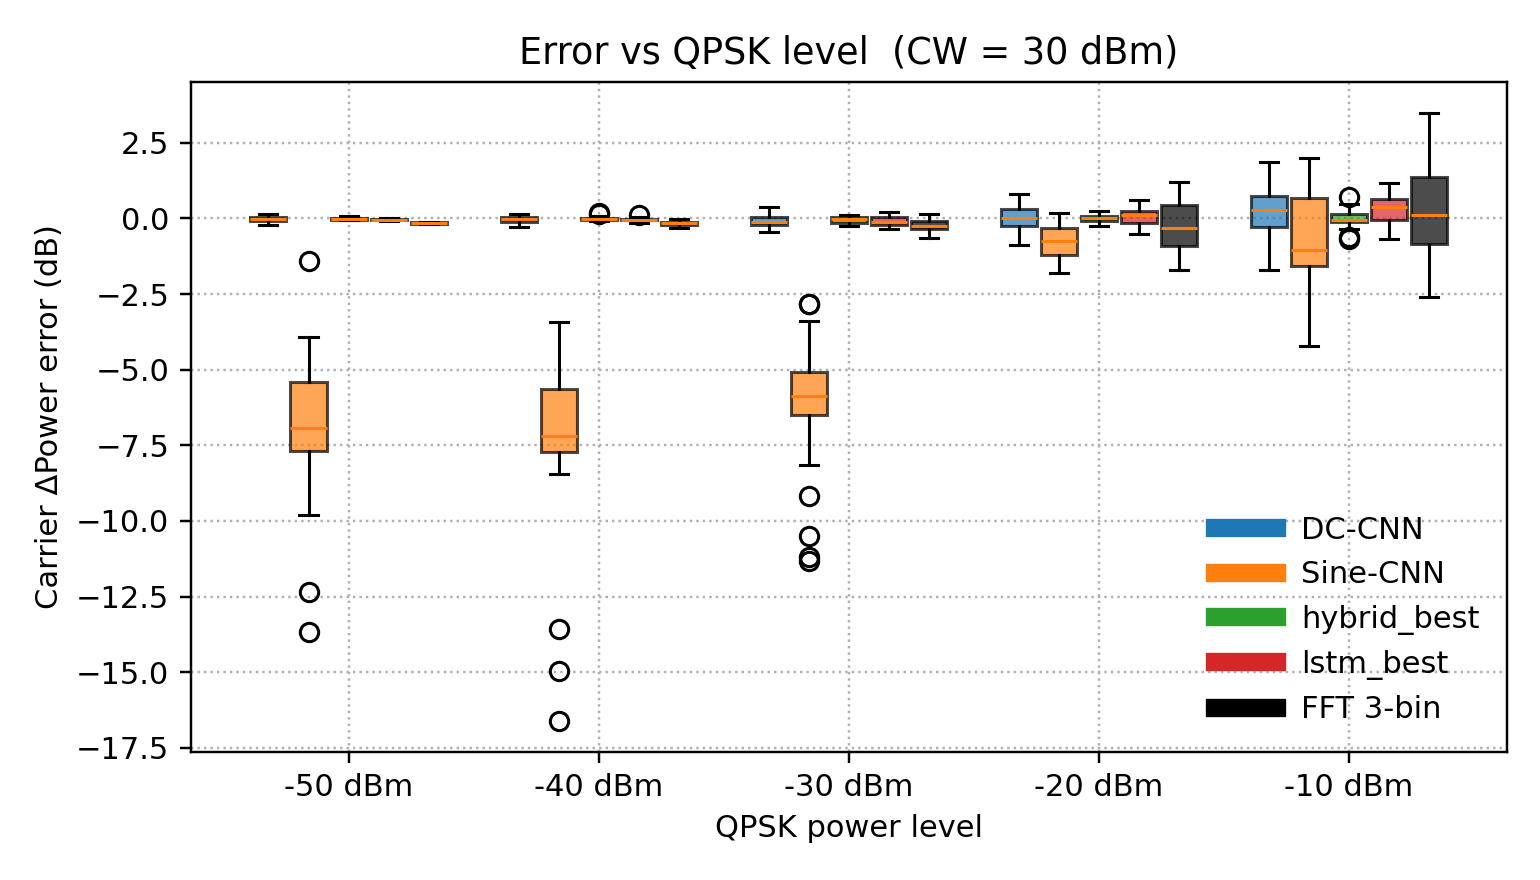 Error vs QPSK level  (CW = 30 dBm)
Carrier ΔPower error (dB)
2.5
0.0
−2.5
−5.0
−7.5
−10.0
−12.5
−15.0
−17.5
DC-CNN
Sine-CNN
hybrid_best
lstm_best
FFT 3-bin
-50 dBm
-40 dBm
-30 dBm
-20 dBm
-10 dBm
QPSK power level